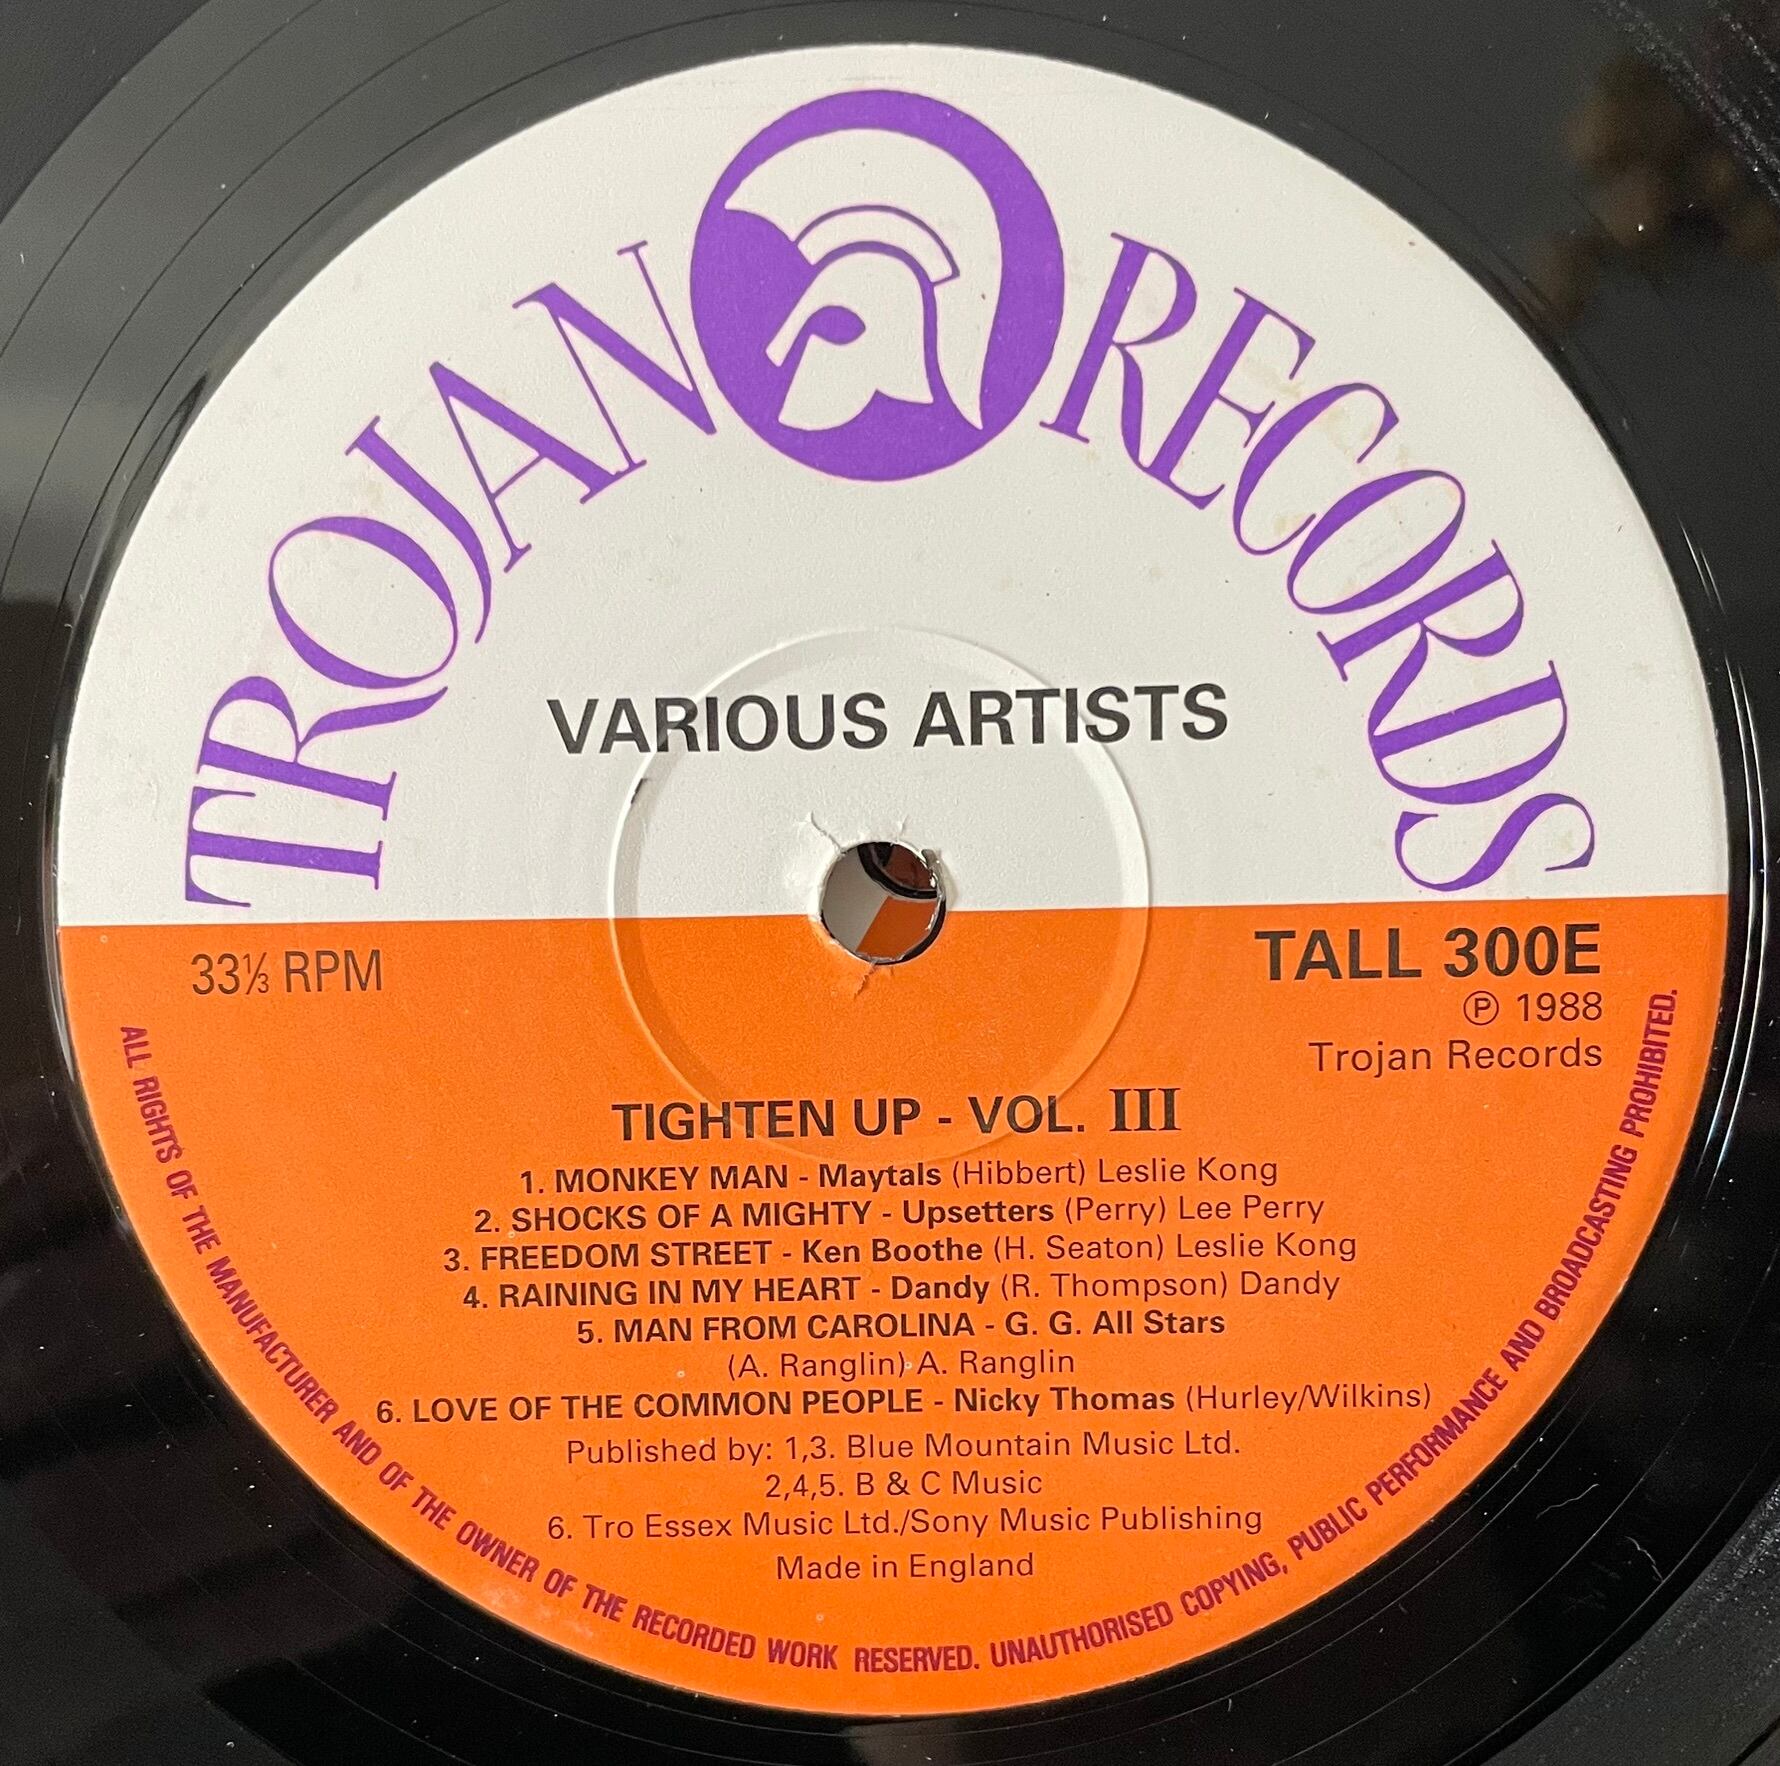 TROJAN RECORDS
VARIOUS ARTISTS
33⅓ RPM
TALL 300E
Ⓟ 1988
Trojan Records
TIGHTEN UP - VOL. III
1. MONKEY MAN - Maytals (Hibbert) Leslie Kong
2. SHOCKS OF A MIGHTY - Upsetters (Perry) Lee Perry
3. FREEDOM STREET - Ken Boothe (H. Seaton) Leslie Kong
4. RAINING IN MY HEART - Dandy (R. Thompson) Dandy
5. MAN FROM CAROLINA - G. G. All Stars
(A. Ranglin) A. Ranglin
6. LOVE OF THE COMMON PEOPLE - Nicky Thomas (Hurley/Wilkins)
Published by: 1,3. Blue Mountain Music Ltd.
2,4,5. B & C Music
6. Tro Essex Music Ltd./Sony Music Publishing
Made in England
ALL RIGHTS OF THE MANUFACTURER AND OF THE OWNER OF THE RECORDED WORK RESERVED. UNAUTHORISED COPYING, PUBLIC PERFORMANCE AND BROADCASTING PROHIBITED.